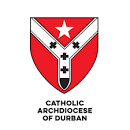 CATHOLIC
ARCHDIOCESE
OF DURBAN